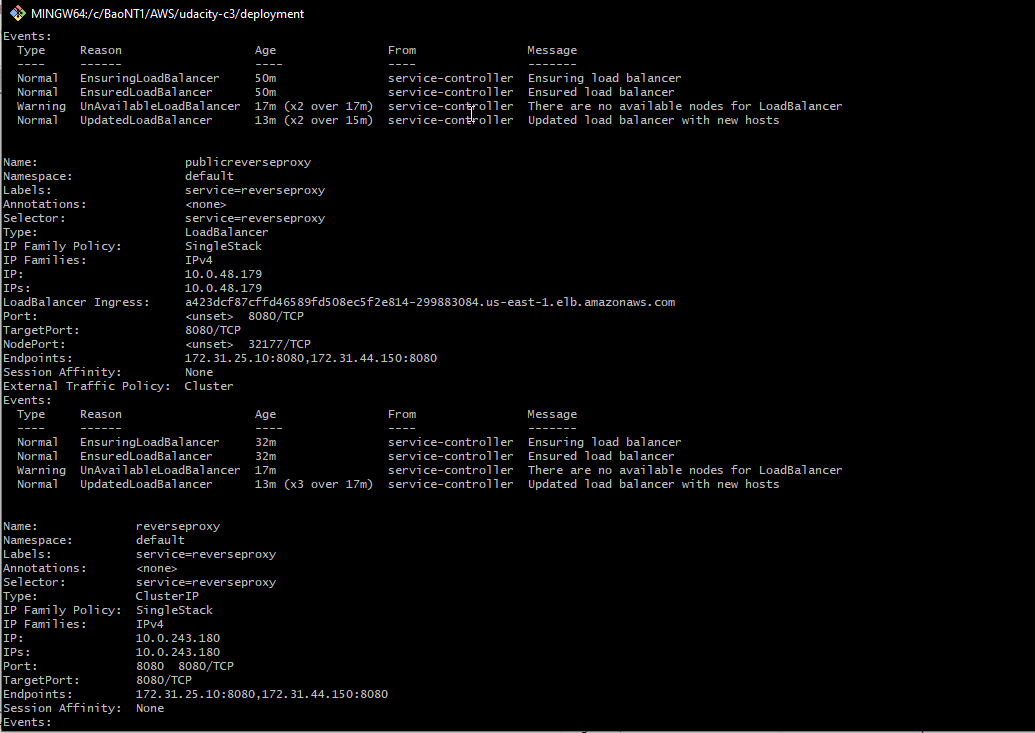 MINGW64:/c/BaoNT1/AWS/udacity-c3/deployment
Events:
  Type     Reason                   Age                  From                Message
  ----     ------                   ----                 ----                -------
  Normal   EnsuringLoadBalancer     50m                  service-controller  Ensuring load balancer
  Normal   EnsuredLoadBalancer      50m                  service-controller  Ensured load balancer
  Warning  UnAvailableLoadBalancer  17m (x2 over 17m)    service-controller  There are no available nodes for LoadBalancer
  Normal   UpdatedLoadBalancer      13m (x2 over 15m)    service-controller  Updated load balancer with new hosts
Name:                     publicreverseproxy
Namespace:                default
Labels:                   service=reverseproxy
Annotations:              <none>
Selector:                 service=reverseproxy
Type:                     LoadBalancer
IP Family Policy:         SingleStack
IP Families:              IPv4
IP:                       10.0.48.179
IPs:                      10.0.48.179
LoadBalancer Ingress:     a423dcf87cffd46589fd508ec5f2e814-299883084.us-east-1.elb.amazonaws.com
Port:                     <unset>  8080/TCP
TargetPort:               8080/TCP
NodePort:                 <unset>  32177/TCP
Endpoints:                172.31.25.10:8080,172.31.44.150:8080
Session Affinity:         None
External Traffic Policy:  Cluster
Events:
  Type     Reason                   Age                  From                Message
  ----     ------                   ----                 ----                -------
  Normal   EnsuringLoadBalancer     32m                  service-controller  Ensuring load balancer
  Normal   EnsuredLoadBalancer      32m                  service-controller  Ensured load balancer
  Warning  UnAvailableLoadBalancer  17m                  service-controller  There are no available nodes for LoadBalancer
  Normal   UpdatedLoadBalancer      13m (x3 over 17m)    service-controller  Updated load balancer with new hosts
Name:              reverseproxy
Namespace:         default
Labels:            service=reverseproxy
Annotations:       <none>
Selector:          service=reverseproxy
Type:              ClusterIP
IP Family Policy:  SingleStack
IP Families:       IPv4
IP:                10.0.243.180
IPs:               10.0.243.180
Port:              8080  8080/TCP
TargetPort:        8080/TCP
Endpoints:         172.31.25.10:8080,172.31.44.150:8080
Session Affinity:  None
Events: